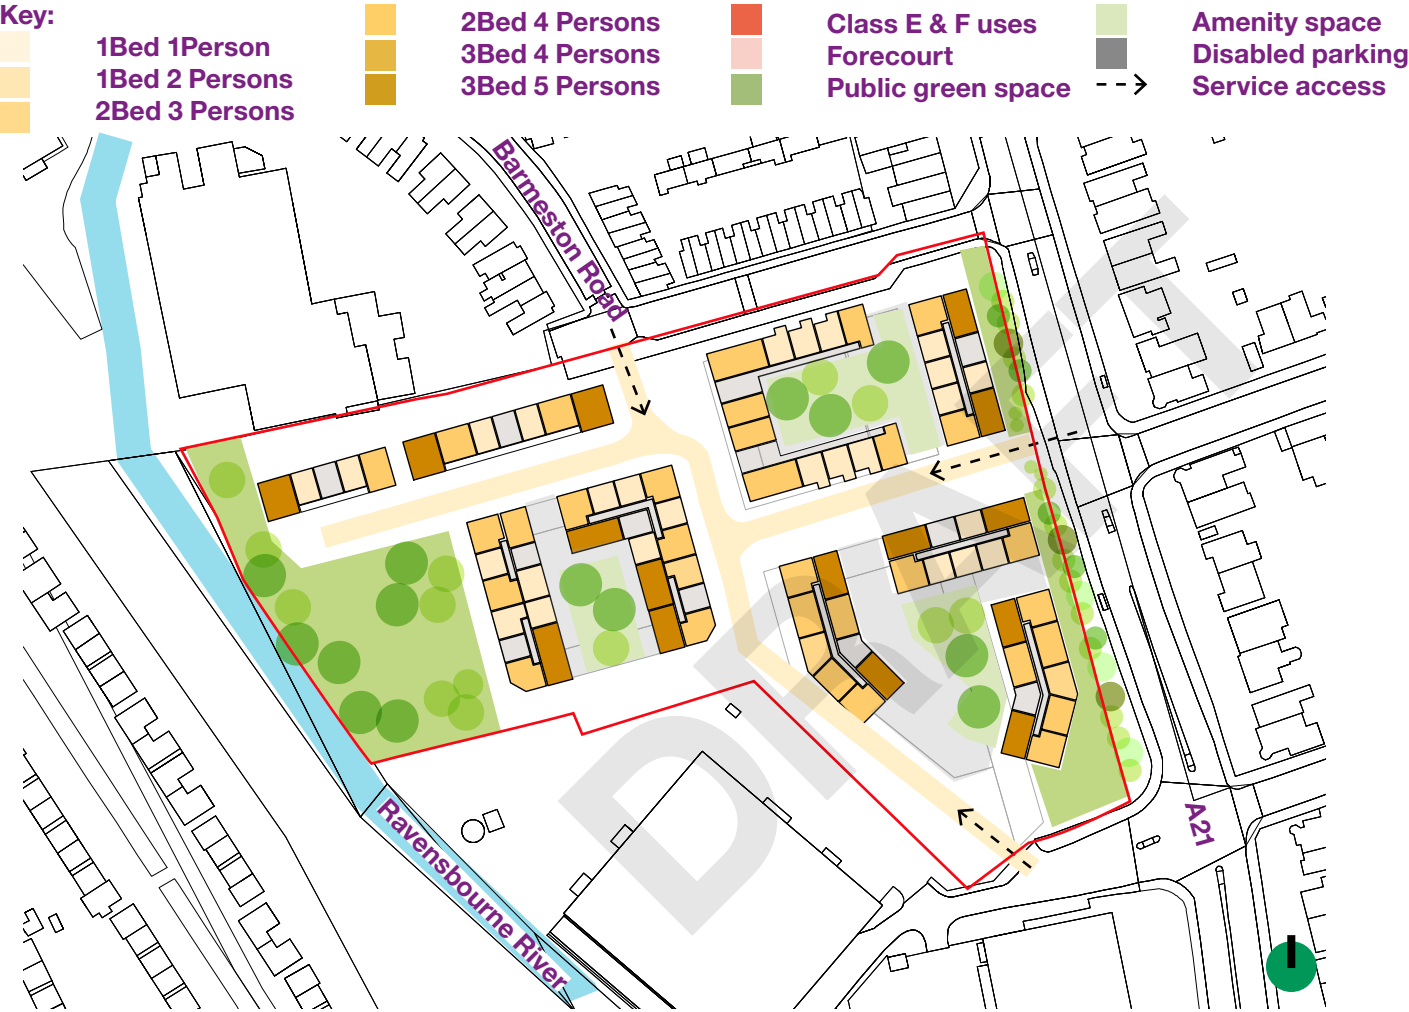 Key:
1Bed 1Person
1Bed 2 Persons
2Bed 3 Persons
2Bed 4 Persons
3Bed 4 Persons
3Bed 5 Persons
Class E & F uses
Forecourt
Public green space
Amenity space
Disabled parking
Service access
Barmeston Road
DRAFT
A21
Ravensbourne River